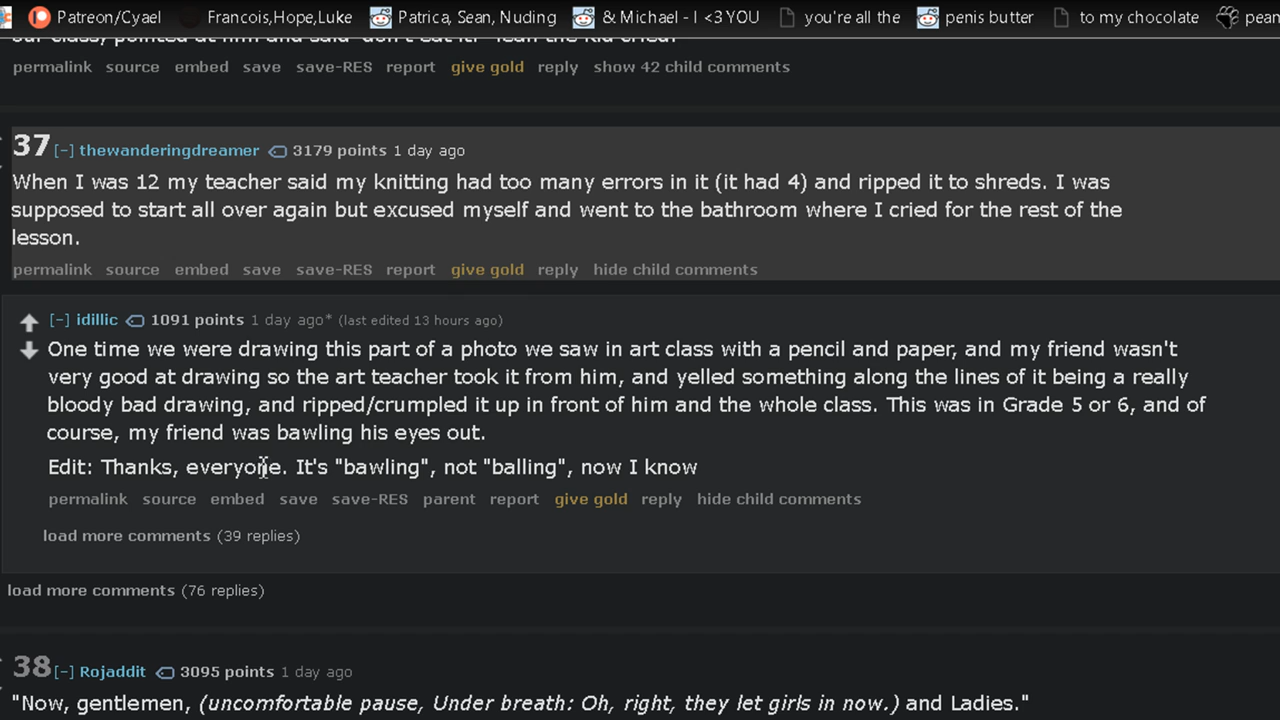 Patreon/Cyael Francois,Hope,Luke Patrica, Sean, Nuding & Michael - I <3 YOU you're all the penis butter to my chocolate pean
permalink source embed save save-RES report give gold reply show 42 child comments
37 [-] thewanderingdreamer 3179 points 1 day ago
When I was 12 my teacher said my knitting had too many errors in it (it had 4) and ripped it to shreds. I was
supposed to start all over again but excused myself and went to the bathroom where I cried for the rest of the
lesson.
permalink source embed save save-RES report give gold reply hide child comments
[-] idillic 1091 points 1 day ago* (last edited 13 hours ago)
One time we were drawing this part of a photo we saw in art class with a pencil and paper, and my friend wasn't
very good at drawing so the art teacher took it from him, and yelled something along the lines of it being a really
bloody bad drawing, and ripped/crumpled it up in front of him and the whole class. This was in Grade 5 or 6, and of
course, my friend was bawling his eyes out.
Edit: Thanks, everyone. It's "bawling", not "balling", now I know
permalink source embed save save-RES parent report give gold reply hide child comments
load more comments (39 replies)
load more comments (76 replies)
38 [-] Rojaddit 3095 points 1 day ago
"Now, gentlemen, (uncomfortable pause, Under breath: Oh, right, they let girls in now.) and Ladies."